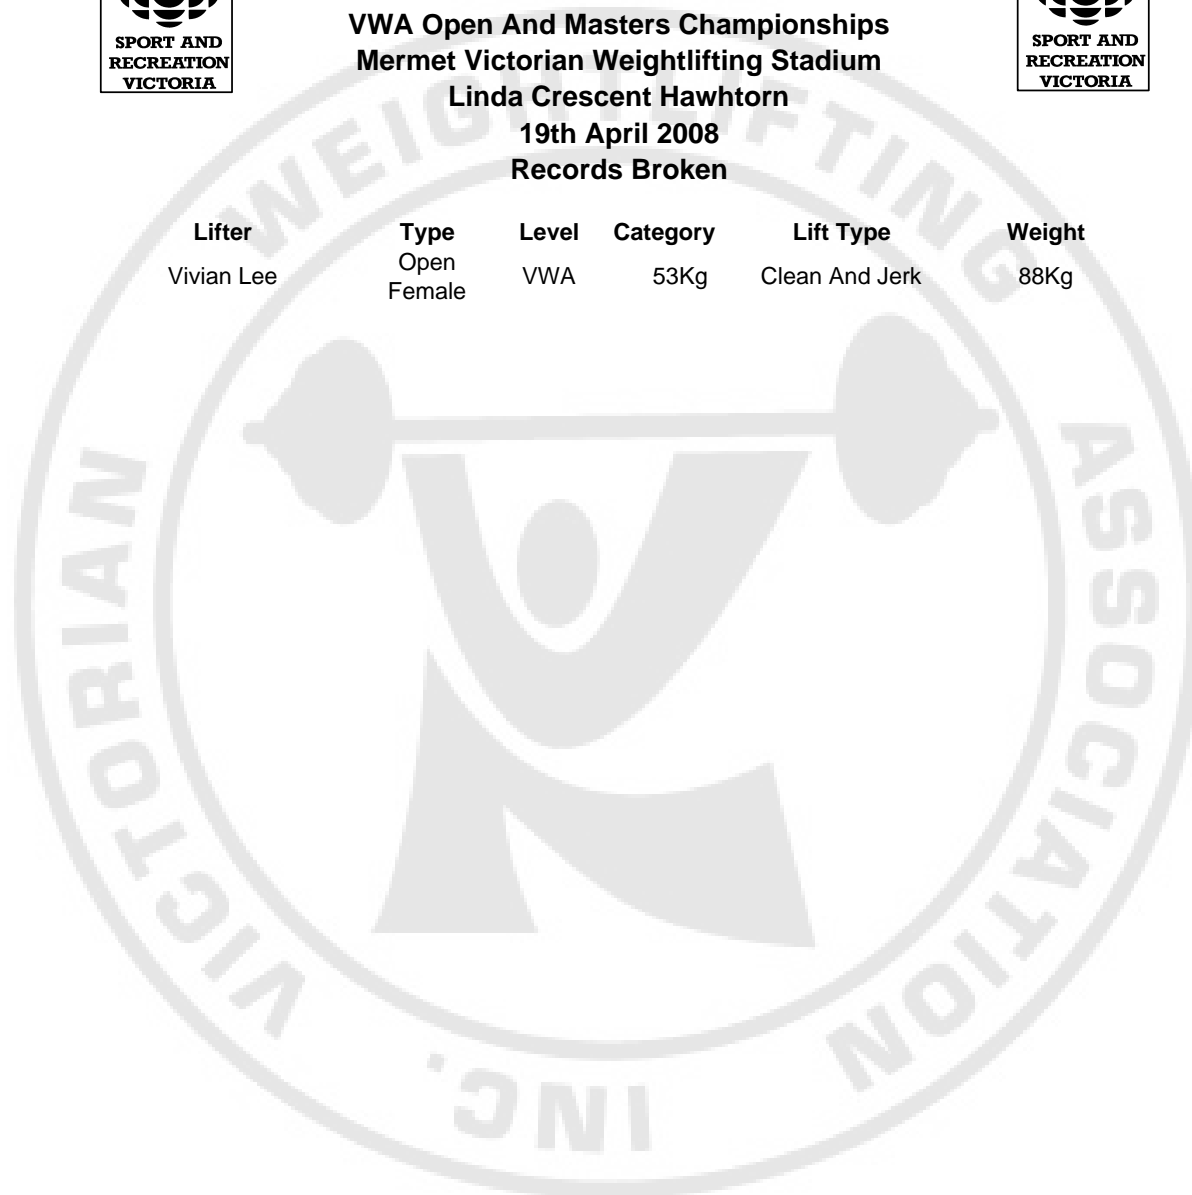 SPORT AND
RECREATION
VICTORIA
VWA Open And Masters Championships
Mermet Victorian Weightlifting Stadium
Linda Crescent Hawhtorn
19th April 2008
Records Broken
SPORT AND
RECREATION
VICTORIA
Lifter Type Level Category Lift Type Weight
Vivian Lee Open Female VWA 53Kg Clean And Jerk 88Kg
VICTORIAN WEIGHTLIFTING ASSOCIATION INC.